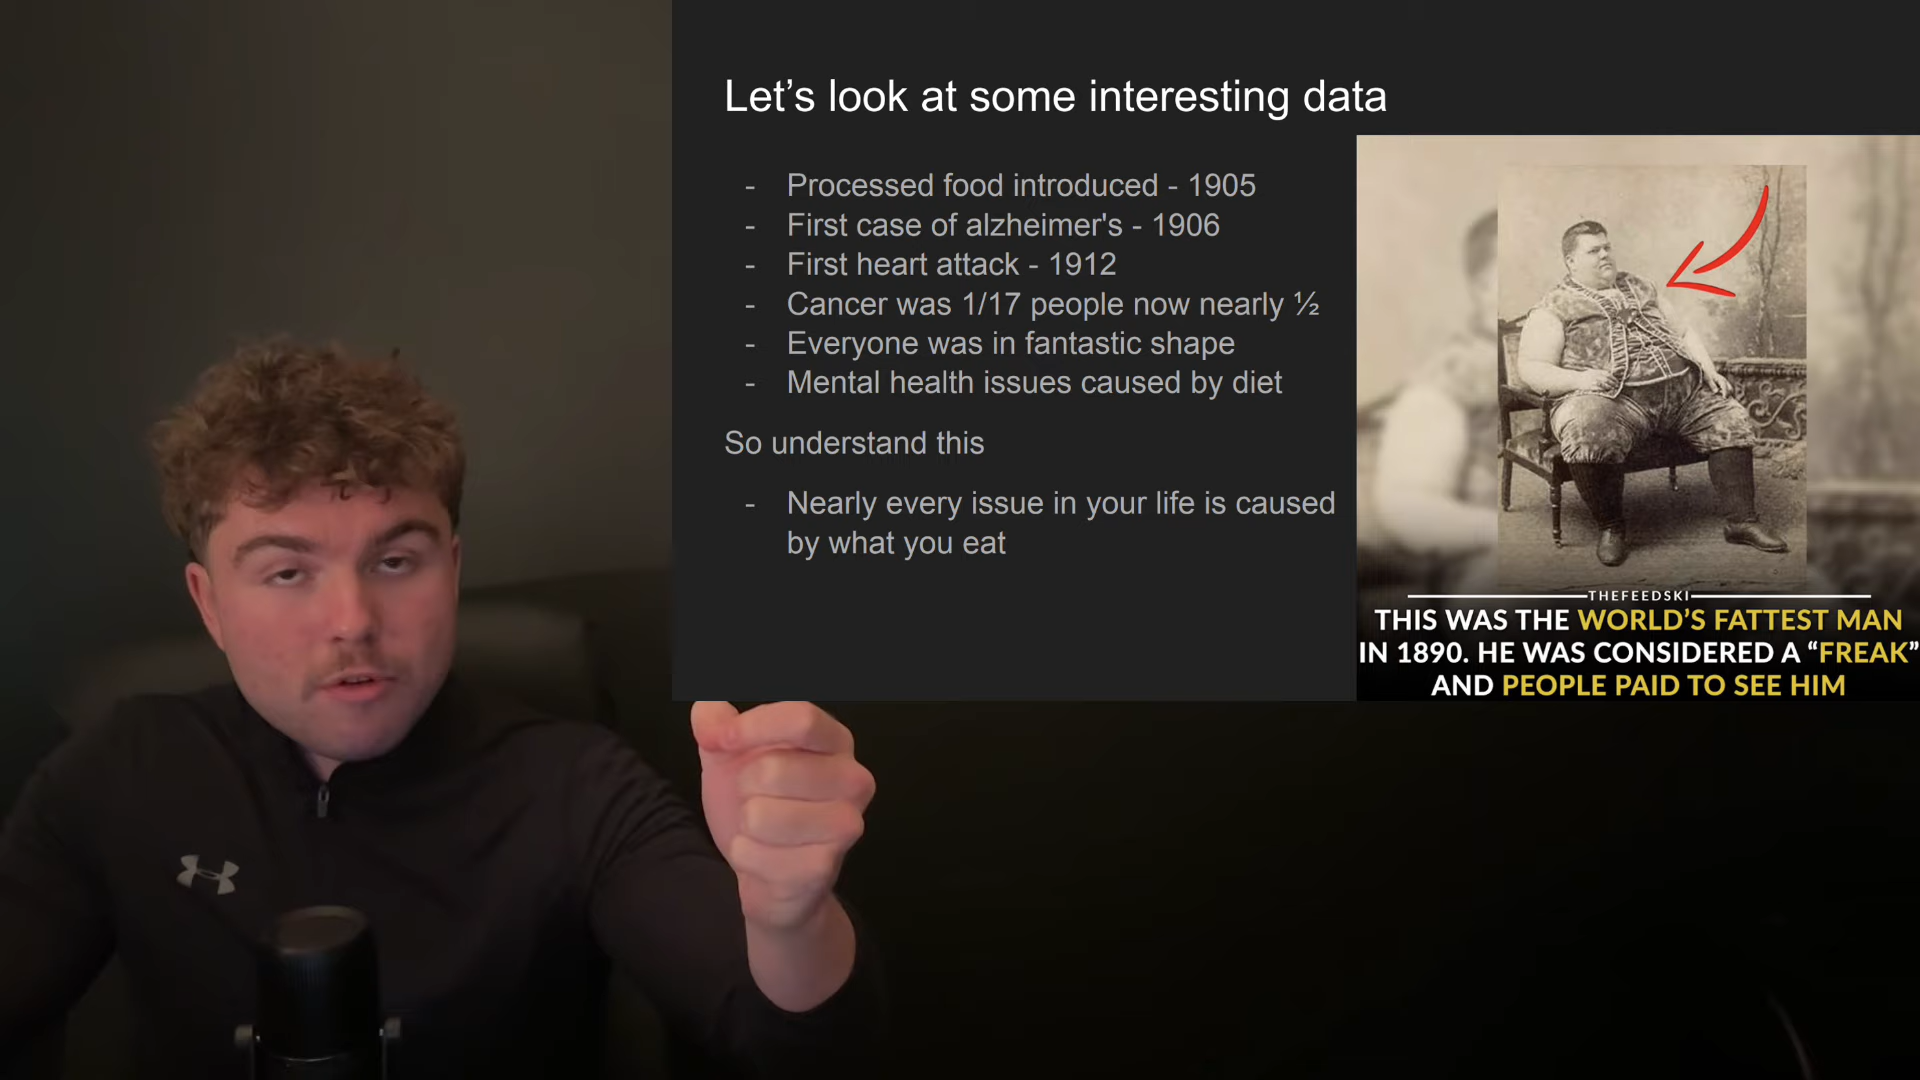 Let's look at some interesting data
- Processed food introduced - 1905
- First case of alzheimer's - 1906
- First heart attack - 1912
- Cancer was 1/17 people now nearly ½
- Everyone was in fantastic shape
- Mental health issues caused by diet
So understand this
- Nearly every issue in your life is caused
by what you eat
THEFEEDSKI
THIS WAS THE WORLD'S FATTEST MAN
IN 1890. HE WAS CONSIDERED A “FREAK”
AND PEOPLE PAID TO SEE HIM